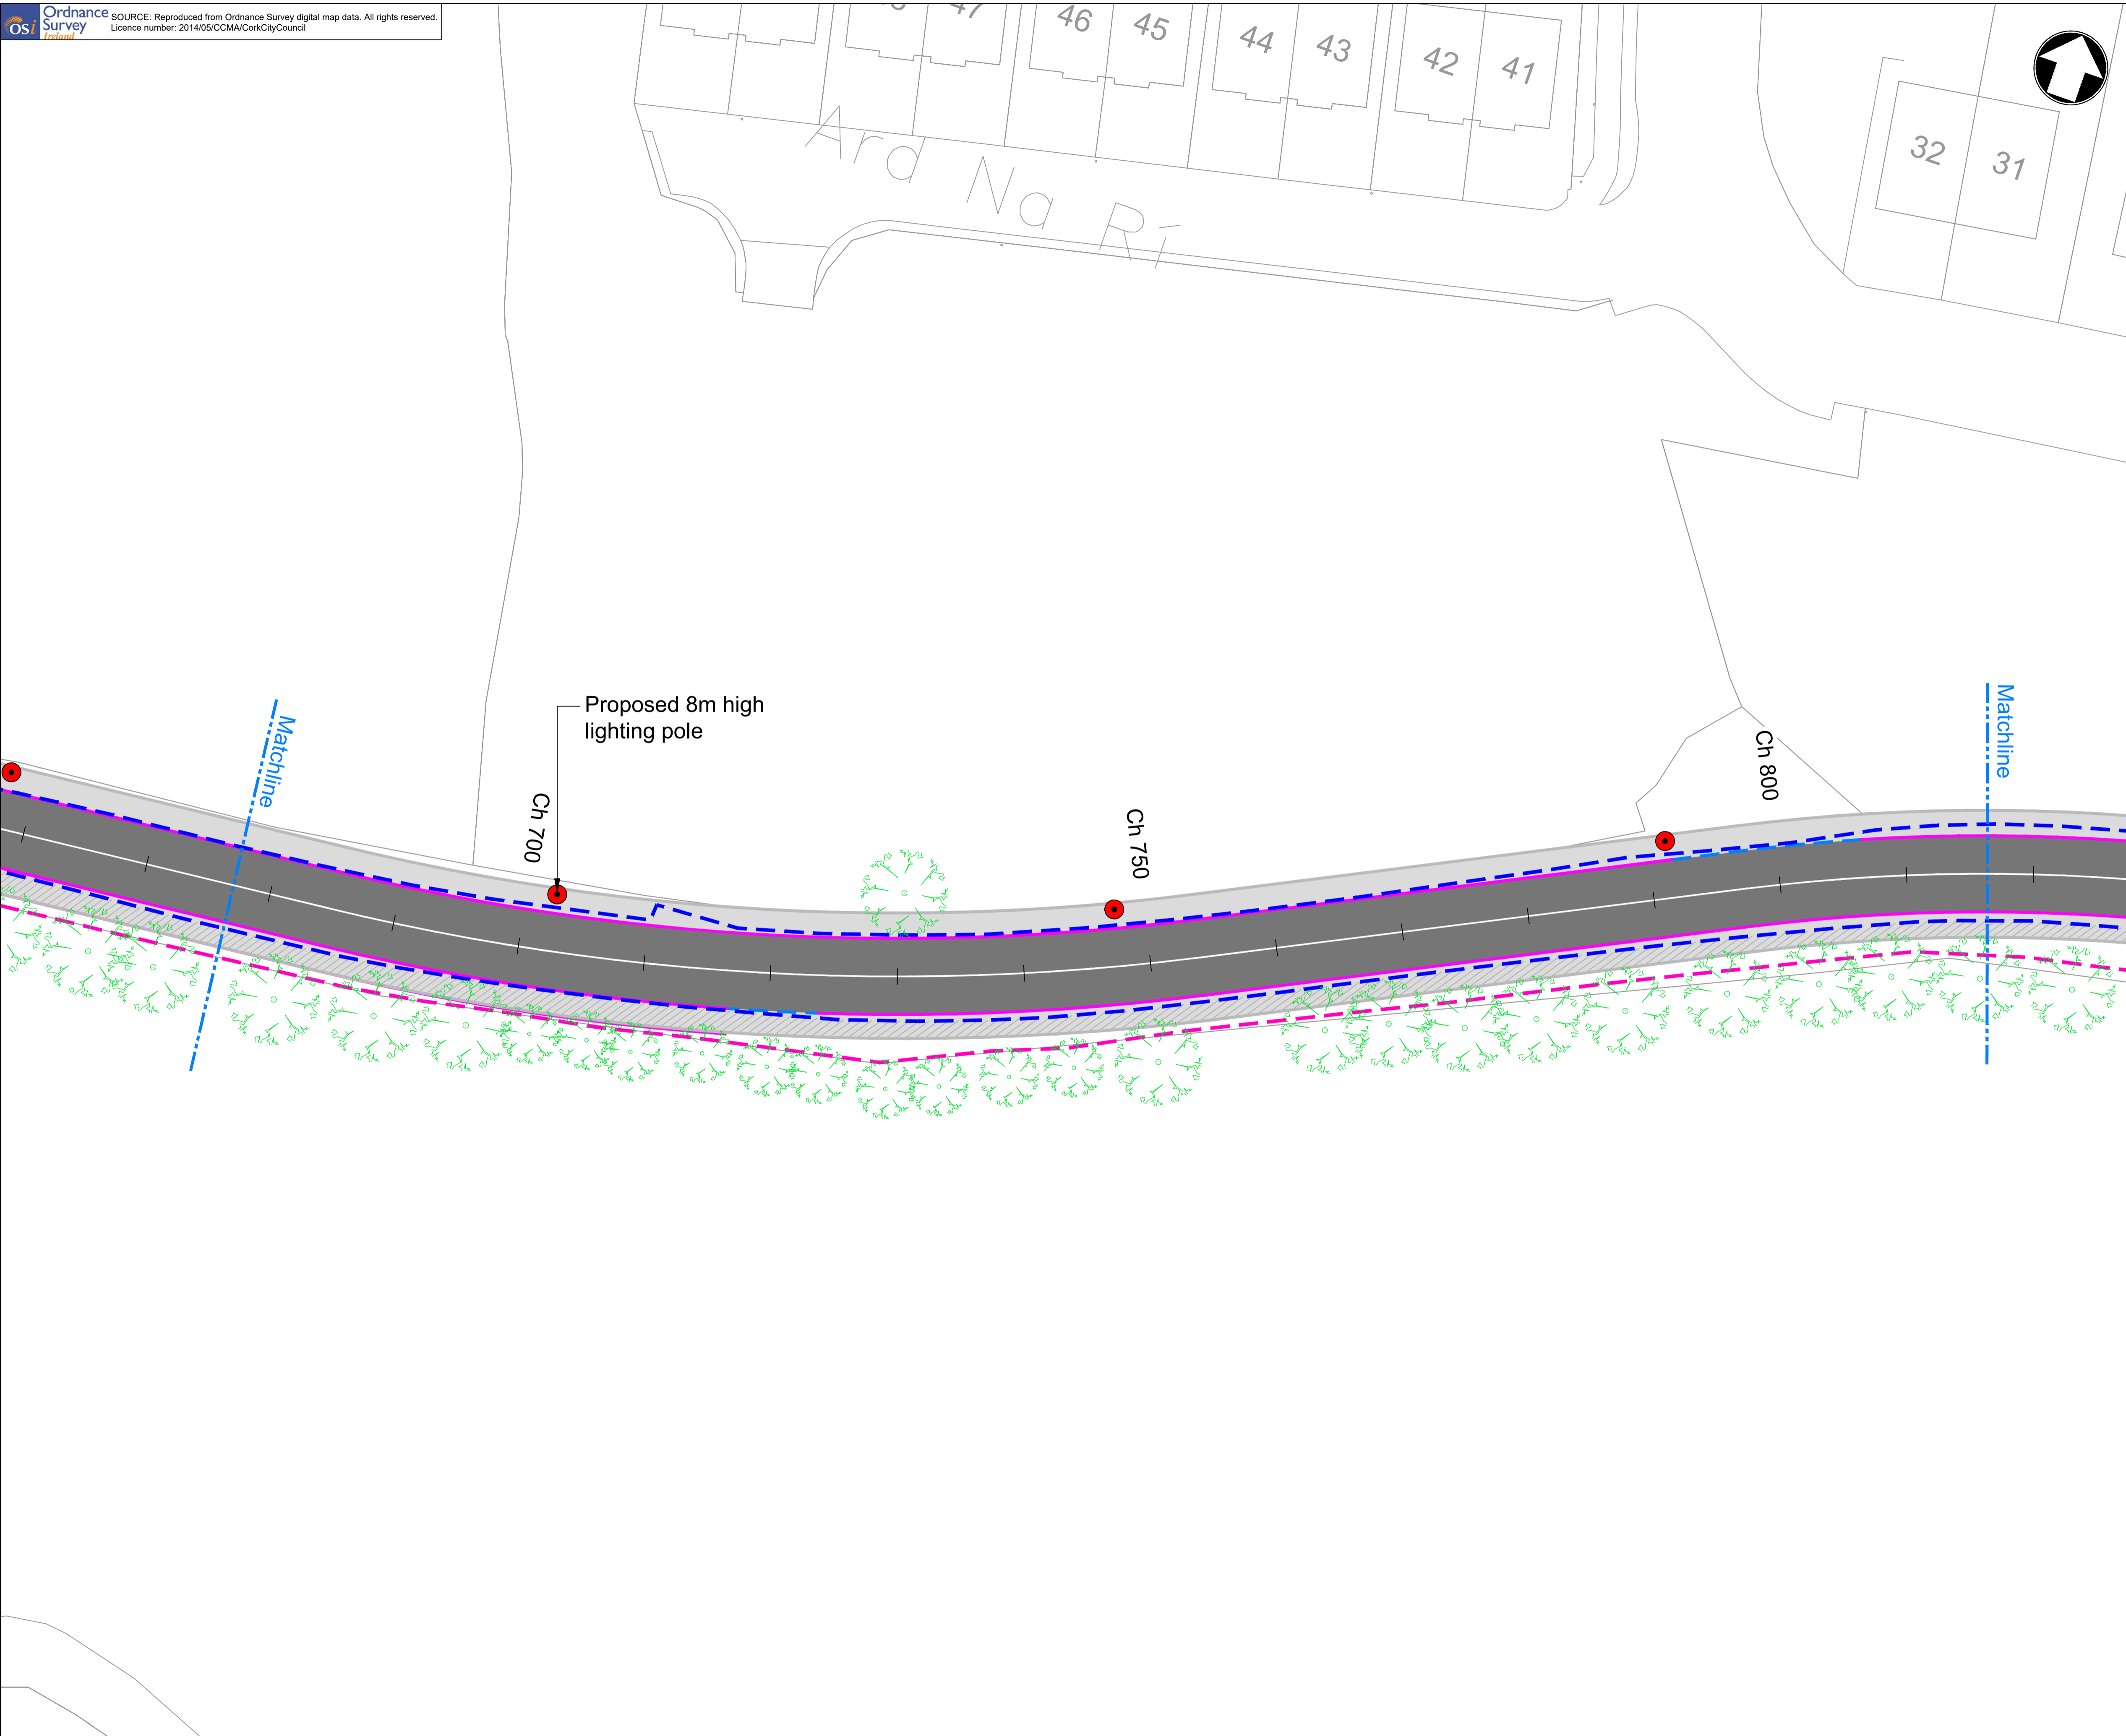 OSi
Ordnance
Survey
Ireland
SOURCE: Reproduced from Ordnance Survey digital map data. All rights reserved.
Licence number: 2014/05/CCMA/CorkCityCouncil
47
46
45
44
43
42
41
32
31
Ard Na Rí
Proposed 8m high
lighting pole
Matchline
Ch 700
Ch 750
Ch 800
Matchline